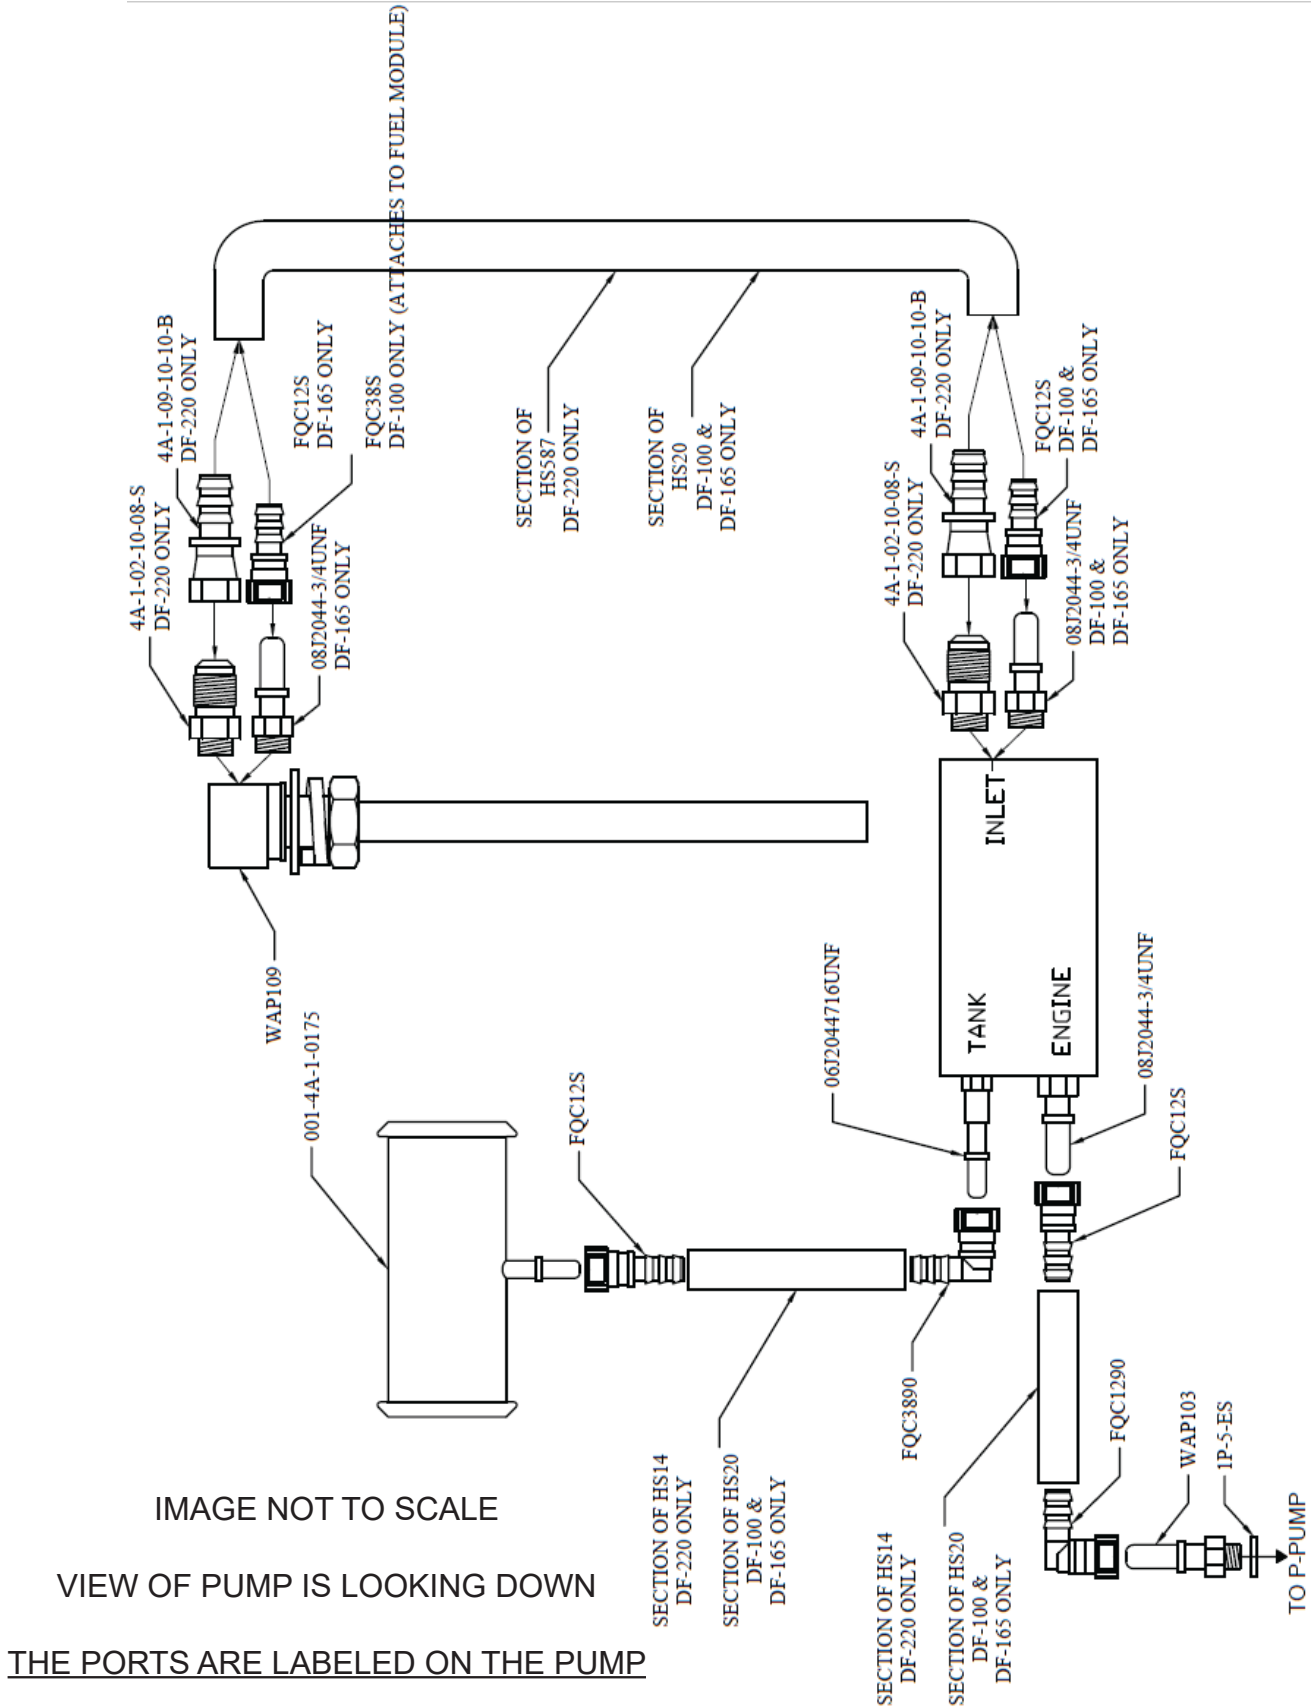 4A-1-02-10-08-S
DF-220 ONLY
4A-1-09-10-10-B
DF-220 ONLY
FQC12S
DF-165 ONLY
FQC38S
DF-100 ONLY (ATTACHES TO FUEL MODULE)
08J2044-3/4UNF
DF-165 ONLY
WAP109
SECTION OF
HS587
DF-220 ONLY
SECTION OF
HS20
DF-100 &
DF-165 ONLY
4A-1-02-10-08-S
DF-220 ONLY
4A-1-09-10-10-B
DF-220 ONLY
FQC12S
DF-100 &
DF-165 ONLY
08J2044-3/4UNF
DF-100 &
DF-165 ONLY
INLET
TANK
ENGINE
001-4A-1-0175
FQC12S
06J2044716UNF
08J2044-3/4UNF
FQC12S
SECTION OF HS14
DF-220 ONLY
SECTION OF HS20
DF-100 &
DF-165 ONLY
FQC3890
SECTION OF HS14
DF-220 ONLY
SECTION OF HS20
DF-100 &
DF-165 ONLY
FQC1290
WAP103
1P-5-ES
TO P-PUMP
IMAGE NOT TO SCALE
VIEW OF PUMP IS LOOKING DOWN
THE PORTS ARE LABELED ON THE PUMP